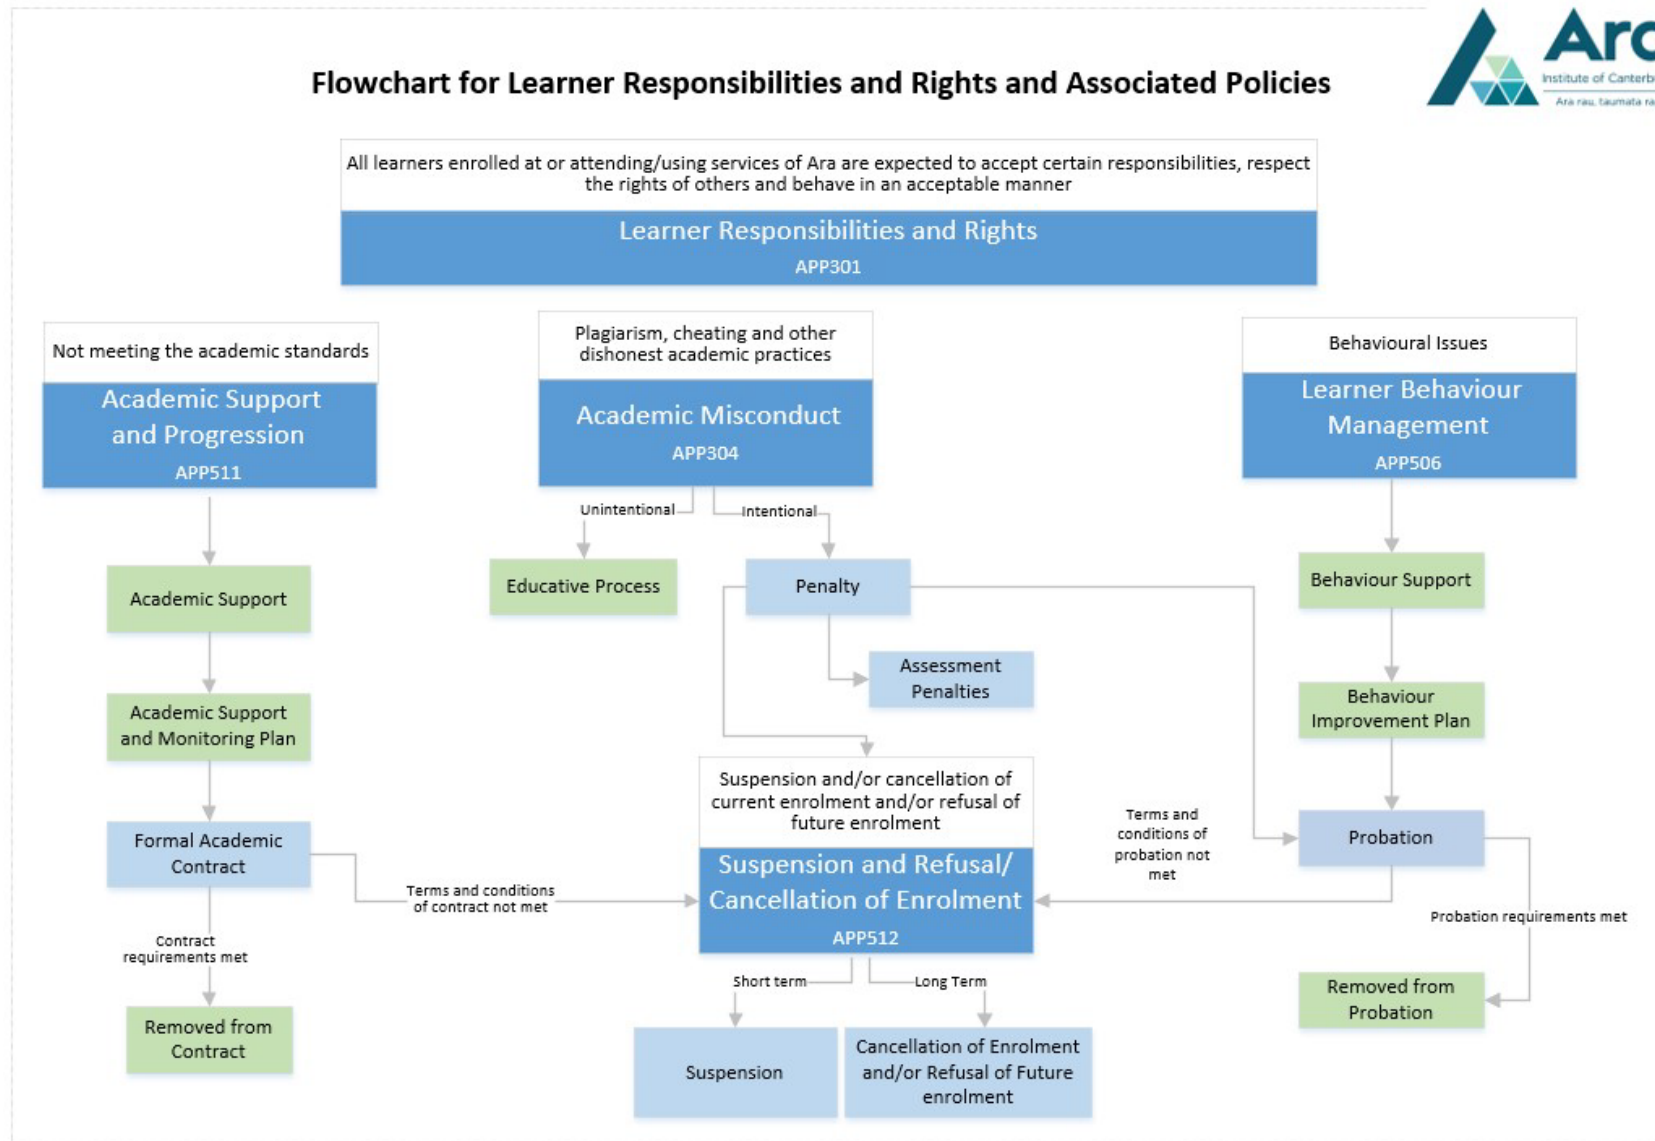 Flowchart for Learner Responsibilities and Rights and Associated Policies
Ara
Institute of
Ara rau, taumata
All learners enrolled at or attending/using services of Ara are expected to accept certain responsibilities, respect
the rights of others and behave in an acceptable manner
Learner Responsibilities and Rights
APP301
Not meeting the academic standards
Academic Support
and Progression
APP511
Plagiarism, cheating and other
dishonest academic practices
Academic Misconduct
APP304
Behavioural Issues
Learner Behaviour
Management
APP506
Unintentional
Intentional
Academic Support
Educative Process
Penalty
Behaviour Support
Assessment
Penalties
Academic Support
and Monitoring Plan
Behaviour
Improvement Plan
Suspension and/or cancellation of
current enrolment and/or refusal of
future enrolment
Suspension and Refusal/
Cancellation of Enrolment
APP512
Formal Academic
Contract
Terms and conditions
of contract not met
Terms and
conditions of
probation not
met
Probation
Contract
requirements met
Probation requirements met
Short term
Long Term
Removed from
Contract
Suspension
Cancellation of Enrolment
and/or Refusal of Future
enrolment
Removed from
Probation